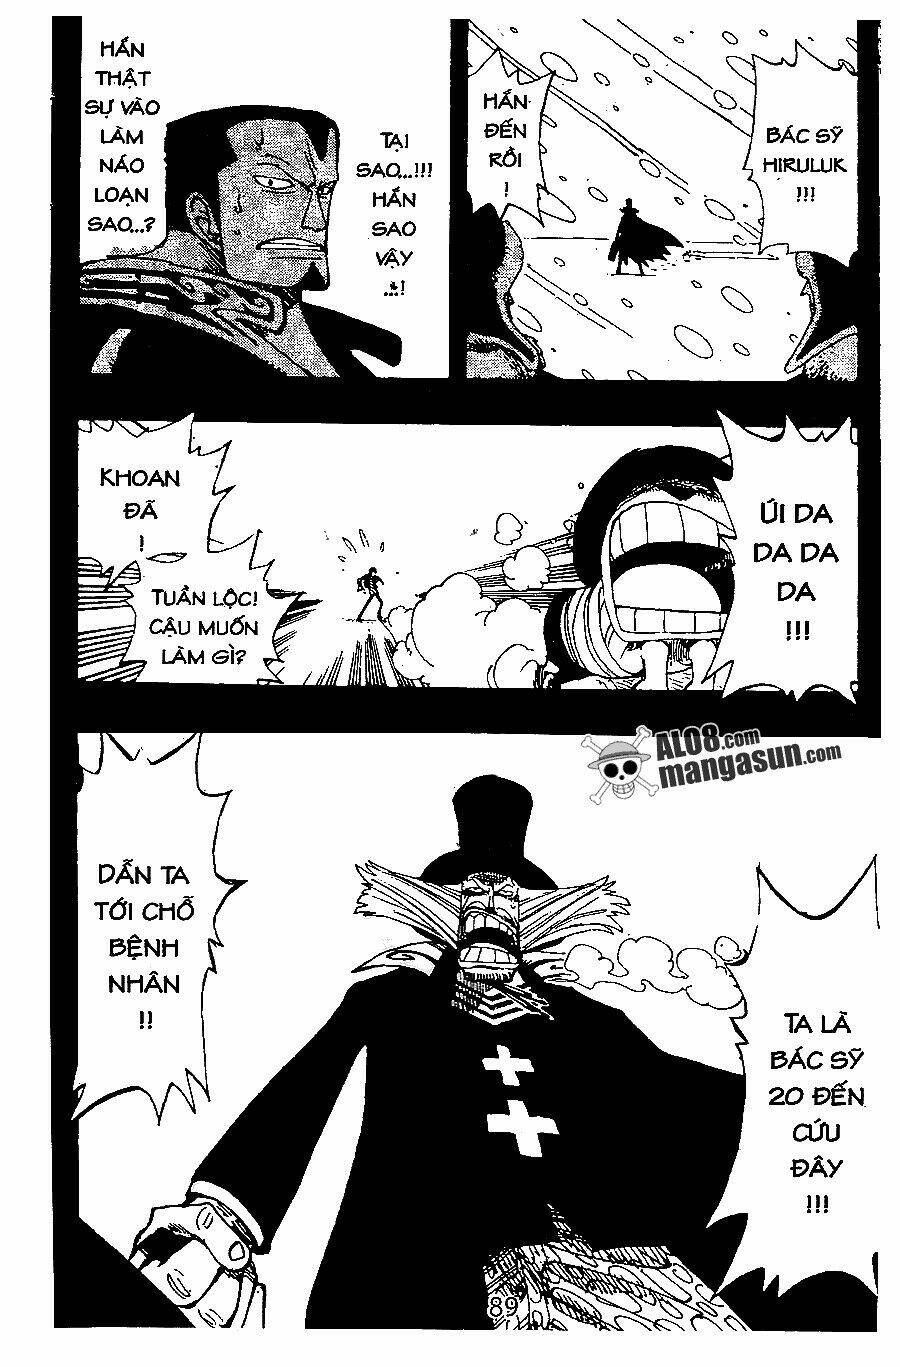 BÁC SỸ
HIRULUK
!!!
HẮN
ĐẾN
RỒI
!
TẠI
SAO...!!!
HẮN
SAO
VẬY
...!
HẮN
THẬT
SỰ VÀO
LÀM
NÁO
LOẠN
SAO...?
ÚI DA
DA DA
DA
!!!
KHOAN
ĐÃ
!
TUẦN LỘC!
CẬU MUỐN
LÀM GÌ?
AL08.com
mangasun.com
TA LÀ
BÁC SỸ
20 ĐẾN
CỨU
ĐÂY
!!!
DẪN TA
TỚI CHỖ
BỆNH
NHÂN
!!
89